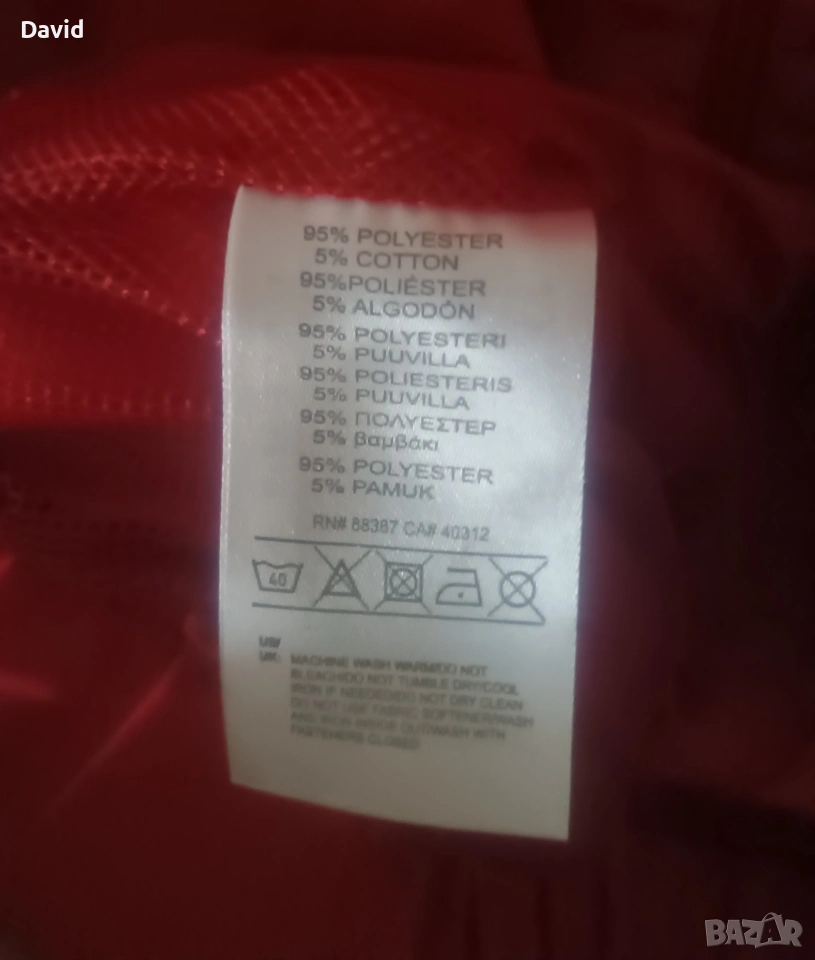 David
95% POLYESTER
5% COTTON
95%POLIÉSTER
5% ALGODÓN
95% POLYESTERI
5% PUUVILLA
95% POLIESTERIS
5% PUUVILLA
95% ΠΟΛΥΕΣΤΕΡ
5% βαμβάκι
95% POLYESTER
5% PAMUK
RN# 88387 CA# 40312
40
US/
UK: MACHINE WASH WARM/DO NOT
BLEACH/DO NOT TUMBLE DRY/COOL
IRON IF NEEDED/DO NOT DRY CLEAN
DO NOT USE FABRIC SOFTENER/WASH
AND IRON INSIDE OUT/WASH WITH
FASTENERS CLOSED
BAZAR